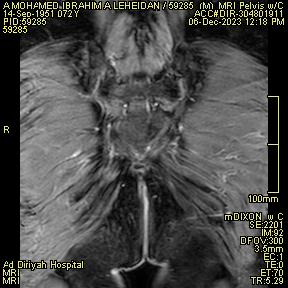 A MOHAMED IBRAHIM A LEHEIDAN / 59285 (M) MRI Pelvis w/C
14-Sep-1951 072Y ACC#DIR-304801911
PID:59285 06-Dec-2023 12:18 PM
59285
R
100mm
mDIXON_w C
SE:2201
IM:92
DFOV:300
3.5mm
EC:1
TE:0
ET:70
TR:5.29
Ad Diriyah Hospital
MRI
MRI